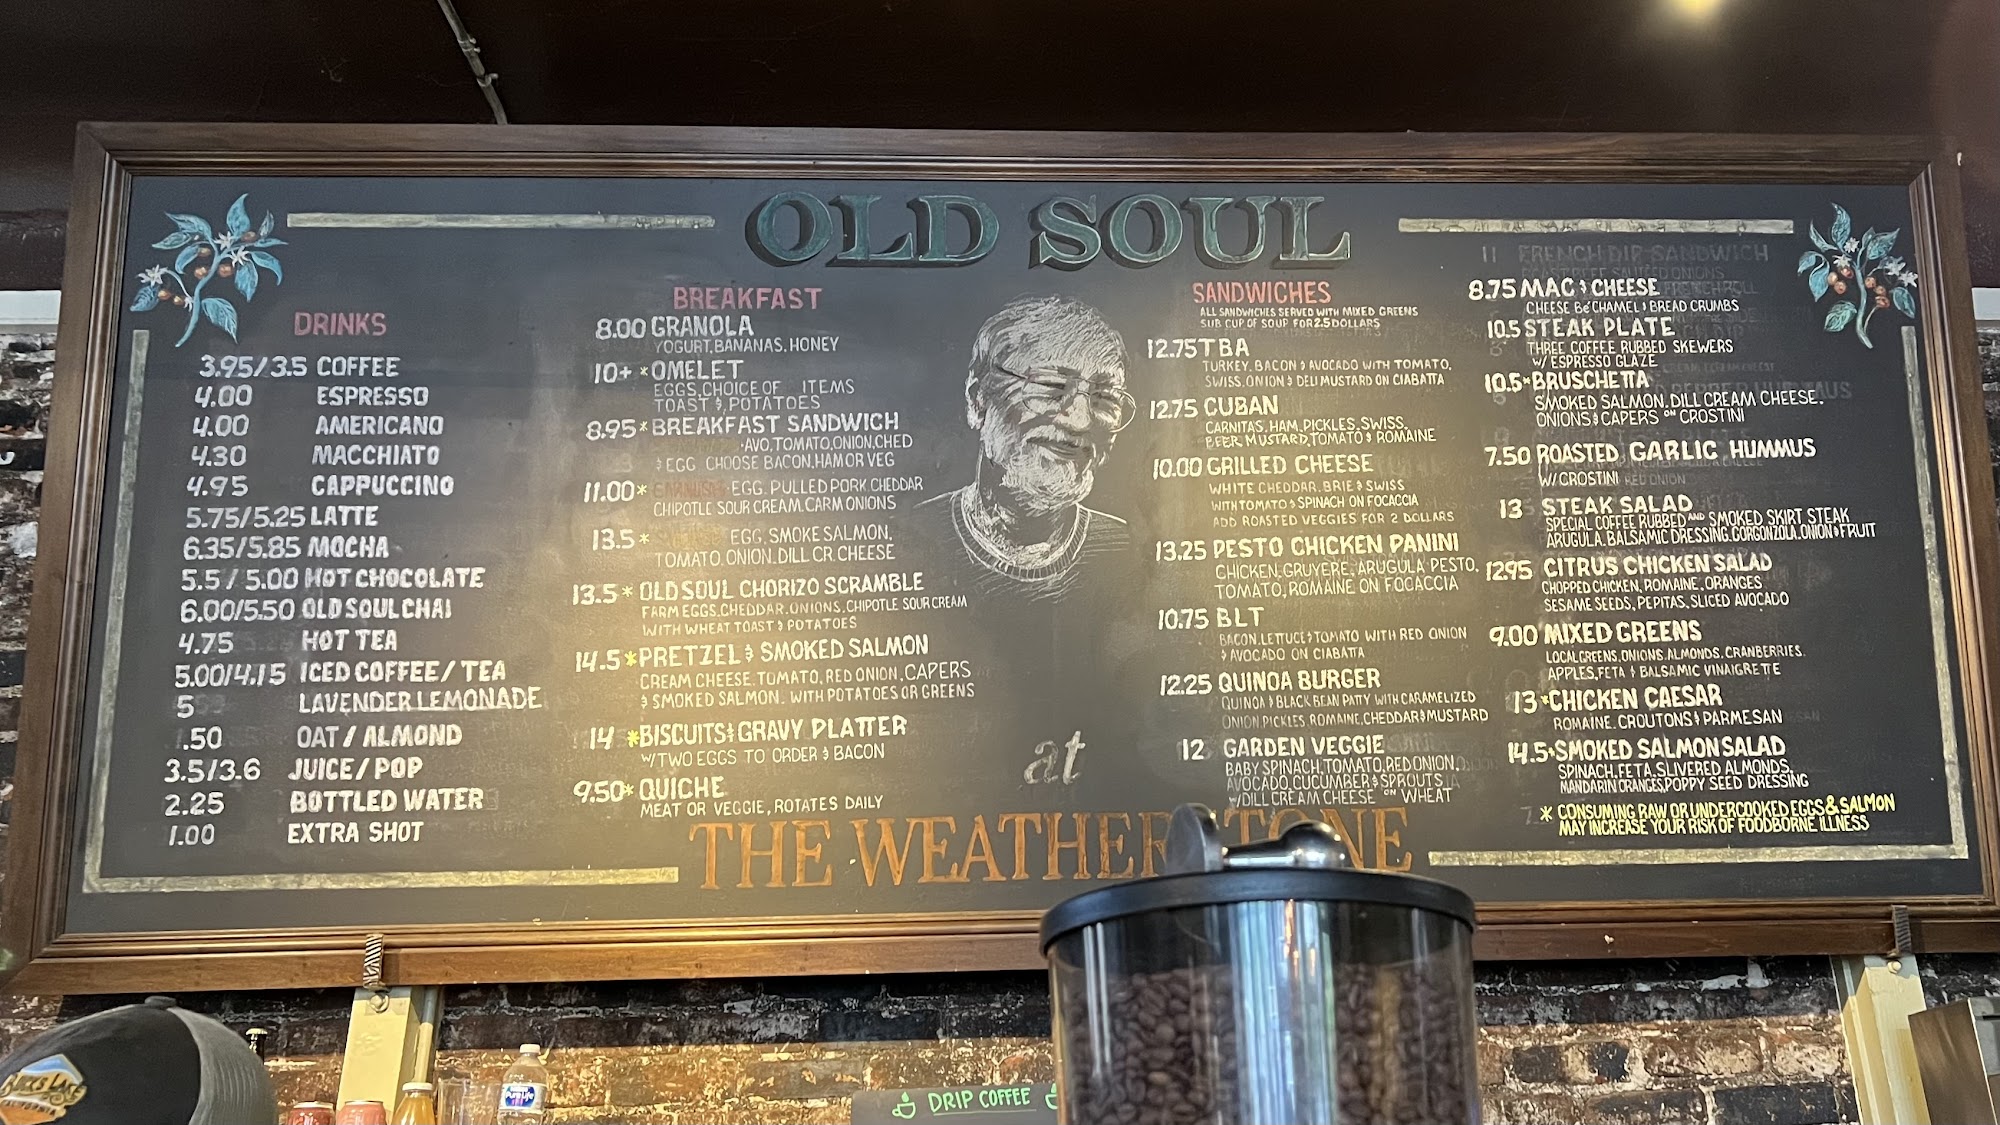 OLD SOUL
DRINKS
3.95/3.5 COFFEE
4.00 ESPRESSO
4.00 AMERICANO
4.30 MACCHIATO
4.95 CAPPUCCINO
5.75/5.25 LATTE
6.35/5.85 MOCHA
5.5/5.00 HOT CHOCOLATE
6.00/5.50 OLD SOUL CHAI
4.75 HOT TEA
5.00/4.15 ICED COFFEE/TEA
5 LAVENDER LEMONADE
.50 OAT/ALMOND
3.5/3.6 JUICE/POP
2.25 BOTTLED WATER
1.00 EXTRA SHOT
BREAKFAST
8.00 GRANOLA
YOGURT, BANANAS, HONEY
10+ *OMELET
EGGS, CHOICE OF ITEMS
TOAST & POTATOES
8.95* BREAKFAST SANDWICH
AVO, TOMATO, ONION, CHED
& EGG CHOOSE BACON, HAM OR VEG
11.00* EGG, PULLED PORK, CHEDDAR
CHIPOTLE SOUR CREAM, CARM ONIONS
13.5* EGG, SMOKE SALMON,
TOMATO, ONION, DILL CR. CHEESE
13.5* OLD SOUL CHORIZO SCRAMBLE
FARM EGGS, CHEDDAR, ONIONS, CHIPOTLE SOUR CREAM
WITH WHEAT TOAST & POTATOES
14.5* PRETZEL & SMOKED SALMON
CREAM CHEESE, TOMATO, RED ONION, CAPERS
& SMOKED SALMON. WITH POTATOES OR GREENS
14 *BISCUITS & GRAVY PLATTER
W/ TWO EGGS TO ORDER & BACON
9.50* QUICHE
MEAT OR VEGGIE, ROTATES DAILY
at
THE WEATHER
SANDWICHES
ALL SANDWICHES SERVED WITH MIXED GREENS
SUB CUP OF SOUP FOR 2.5 DOLLARS
12.75 TBA
TURKEY, BACON & AVOCADO WITH TOMATO,
SWISS, ONION & DELI MUSTARD ON CIABATTA
12.75 CUBAN
CARNITAS, HAM, PICKLES, SWISS,
BEER MUSTARD, TOMATO & ROMAINE
10.00 GRILLED CHEESE
WHITE CHEDDAR, BRIE & SWISS
WITH TOMATO & SPINACH ON FOCACCIA
ADD ROASTED VEGGIES FOR 2 DOLLARS
13.25 PESTO CHICKEN PANINI
CHICKEN, GRUYERE, ARUGULA PESTO,
TOMATO, ROMAINE ON FOCACCIA
10.75 BLT
BACON, LETTUCE & TOMATO WITH RED ONION
& AVOCADO ON CIABATTA
12.25 QUINOA BURGER
QUINOA & BLACK BEAN PATTY WITH CARAMELIZED
ONION, PICKLES, ROMAINE, CHEDDAR & MUSTARD
12 GARDEN VEGGIE
BABY SPINACH, TOMATO, RED ONION,
AVOCADO, CUCUMBER & SPROUTS
W/ DILL CREAM CHEESE ON WHEAT
11 FRENCH DIP SANDWICH
8.75 MAC & CHEESE
CHEESE Bé'CHAMEL & BREAD CRUMBS
10.5 STEAK PLATE
THREE COFFEE RUBBED SKEWERS
W/ ESPRESSO GLAZE
10.5* BRUSCHETTA
SMOKED SALMON, DILL CREAM CHEESE,
ONIONS & CAPERS ON CROSTINI
7.50 ROASTED GARLIC HUMMUS
W/ CROSTINI
13 STEAK SALAD
SPECIAL COFFEE RUBBED AND SMOKED SKIRT STEAK
ARUGULA, BALSAMIC DRESSING, GORGONZOLA, ONION & FRUIT
12.95 CITRUS CHICKEN SALAD
CHOPPED CHICKEN, ROMAINE, ORANGES
SESAME SEEDS, PEPITAS, SLICED AVOCADO
9.00 MIXED GREENS
LOCAL GREENS, ONIONS, ALMONDS, CRANBERRIES,
APPLES, FETA & BALSAMIC VINAIGRETTE
13 *CHICKEN CAESAR
ROMAINE, CROUTONS & PARMESAN
14.5* SMOKED SALMON SALAD
SPINACH, FETA, SLIVERED ALMONDS,
MANDARIN ORANGES, POPPY SEED DRESSING
* CONSUMING RAW OR UNDERCOOKED EGGS & SALMON
MAY INCREASE YOUR RISK OF FOODBORNE ILLNESS
DRIP COFFEE
Pure Life